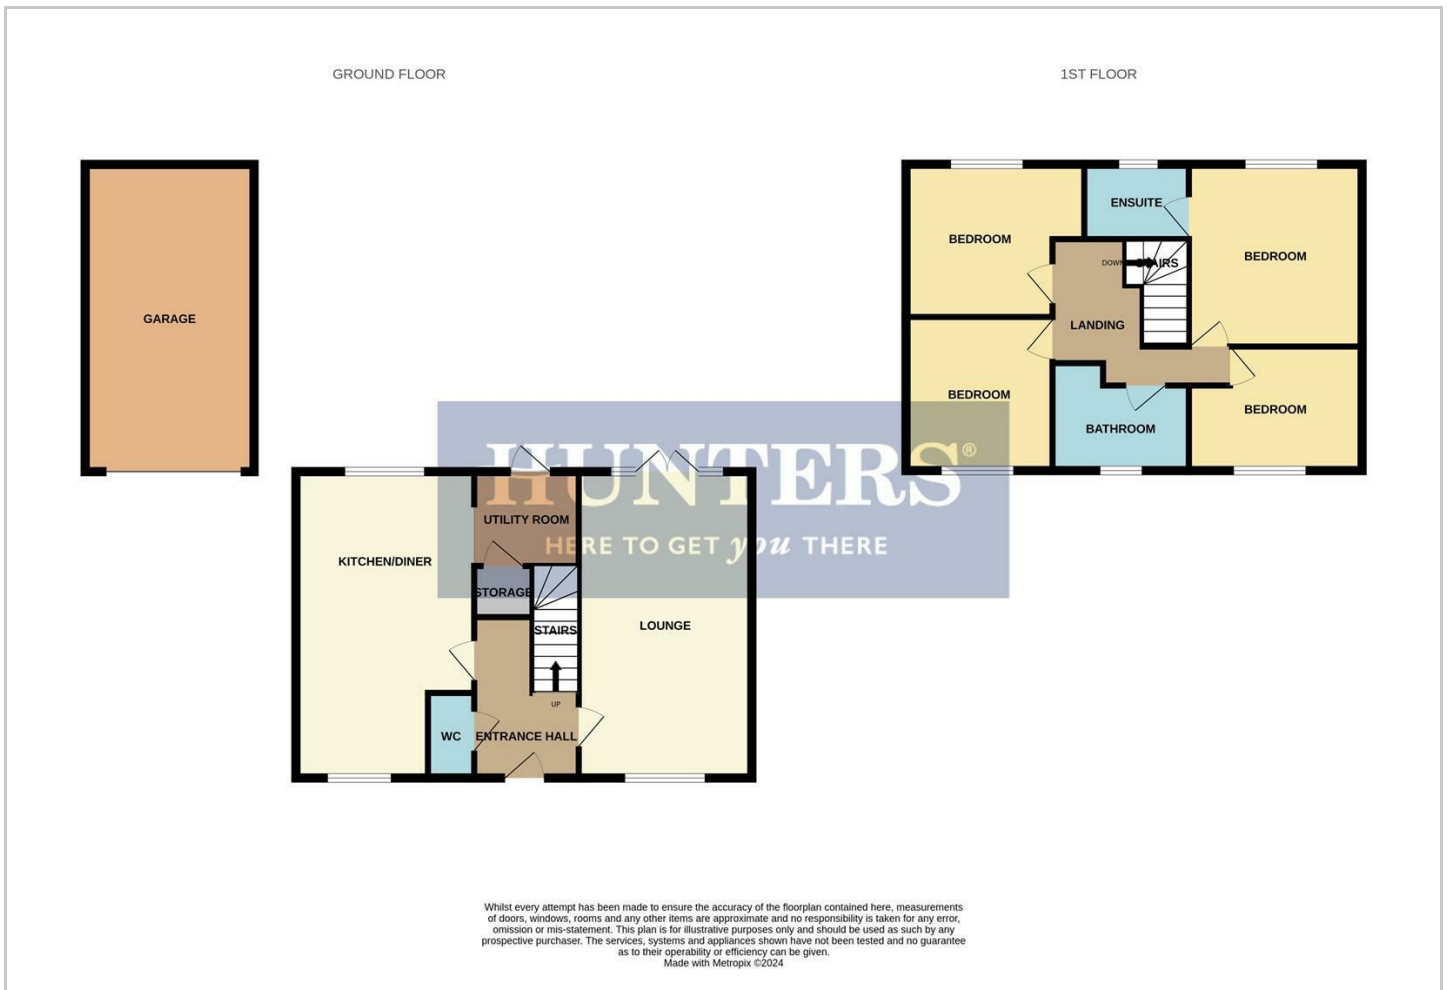 GROUND FLOOR
1ST FLOOR
GARAGE
KITCHEN/DINER
UTILITY ROOM
STORAGE
STAIRS
LOUNGE
UP
WC
ENTRANCE HALL
BEDROOM
ENSUITE
BEDROOM
DOWN
STAIRS
LANDING
BEDROOM
BATHROOM
BEDROOM
HUNTERS®
HERE TO GET you THERE
Whilst every attempt has been made to ensure the accuracy of the floorplan contained here, measurements
of doors, windows, rooms and any other items are approximate and no responsibility is taken for any error,
omission or mis-statement. This plan is for illustrative purposes only and should be used as such by any
prospective purchaser. The services, systems and appliances shown have not been tested and no guarantee
as to their operability or efficiency can be given.
Made with Metropix ©2024